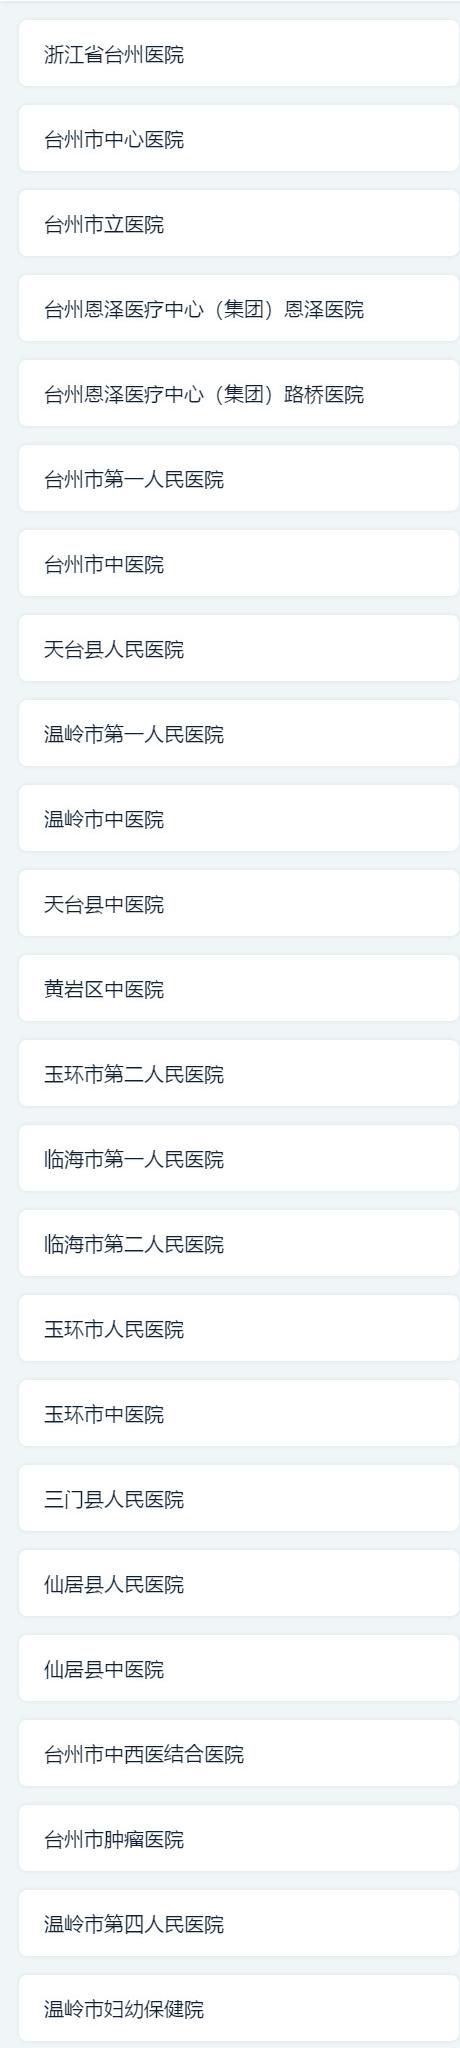 浙江省台州医院
台州市中心医院
台州市立医院
台州恩泽医疗中心（集团）恩泽医院
台州恩泽医疗中心（集团）路桥医院
台州市第一人民医院
台州市中医院
天台县人民医院
温岭市第一人民医院
温岭市中医院
天台县中医院
黄岩区中医院
玉环市第二人民医院
临海市第一人民医院
临海市第二人民医院
玉环市人民医院
玉环市中医院
三门县人民医院
仙居县人民医院
仙居县中医院
台州市中西医结合医院
台州市肿瘤医院
温岭市第四人民医院
温岭市妇幼保健院